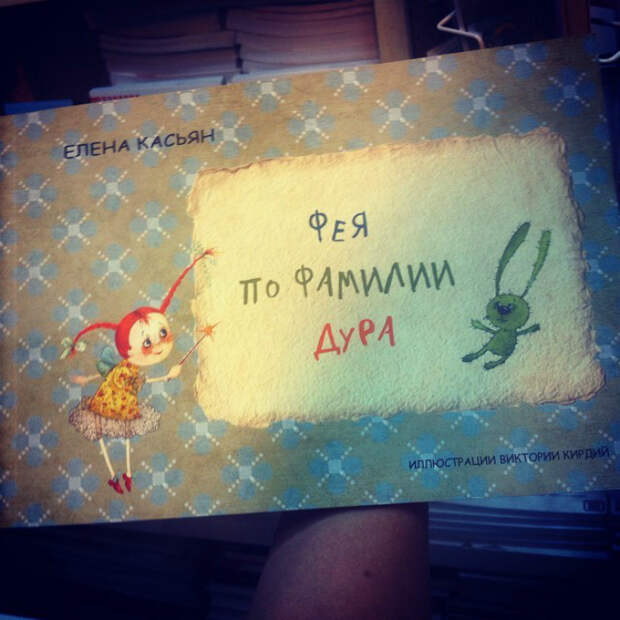 ЕЛЕНА КАСЬЯН
ФЕЯ
ПО ФАМИЛИИ
ДУРА
ИЛЛЮСТРАЦИИ ВИКТОРИИ КИРДИЙ